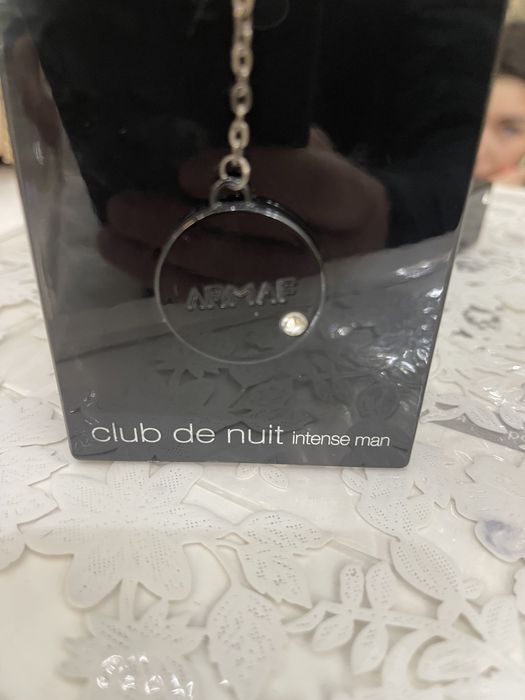 ARMAF
club de nuit intense man